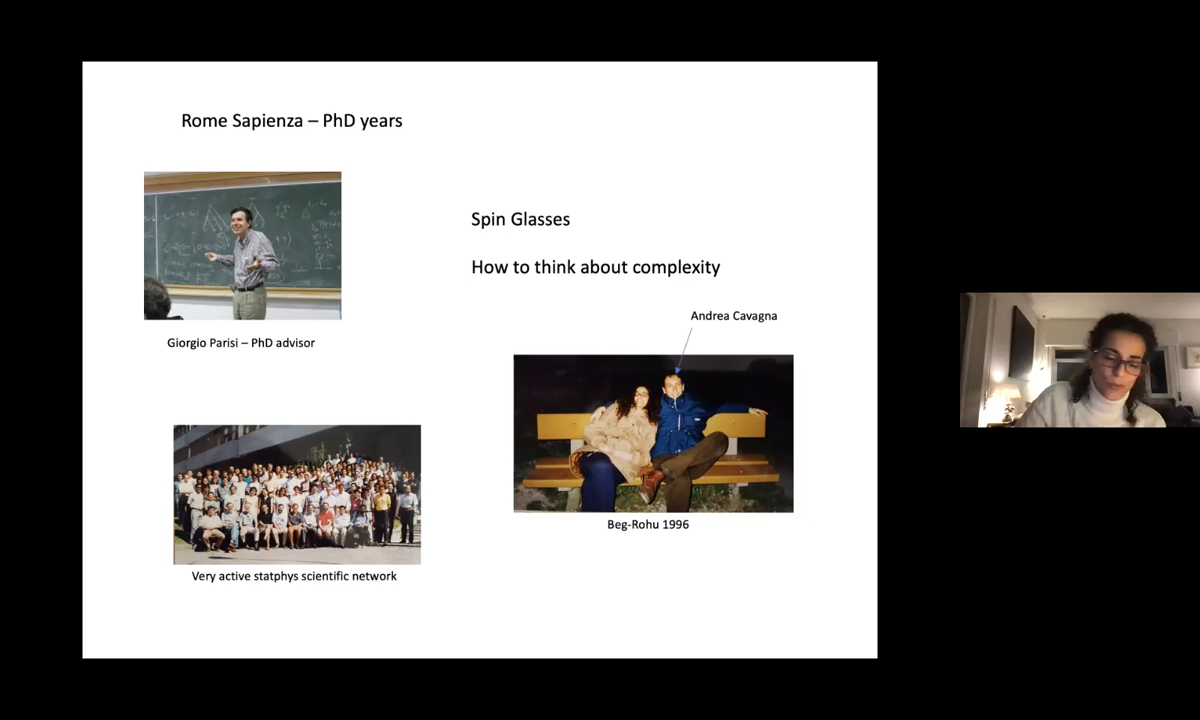 Rome Sapienza – PhD years
Spin Glasses
How to think about complexity
Andrea Cavagna
Giorgio Parisi – PhD advisor
Beg-Rohu 1996
Very active statphys scientific network